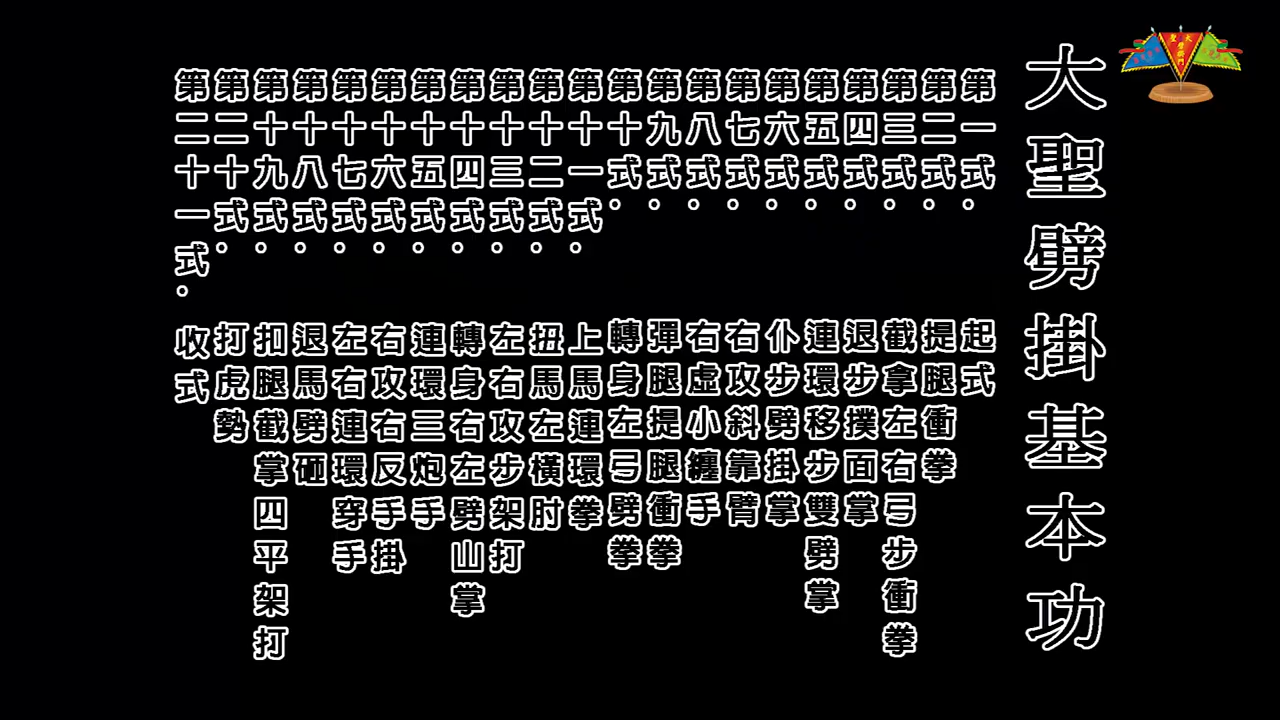 大聖劈掛基本功
第一式。起式
第二式。提腿衝拳
第三式。截拿左右弓步衝拳
第四式。退步撲面掌
第五式。連環移步雙劈掌
第六式。仆步劈掛掌
第七式。右攻斜靠臂
第八式。右虛小纏手
第九式。彈腿提腿衝拳
第十式。轉身左弓劈拳
第十一式。上馬連環拳
第十二式。扭馬左橫肘
第十三式。左右攻步架打
第十四式。轉身右左劈山掌
第十五式。連環三炮手
第十六式。右攻右反手掛
第十七式。左右連環穿手
第十八式。退馬劈砸
第十九式。扣腿截掌四平架打
第二十式。打虎勢
第二十一式。收式